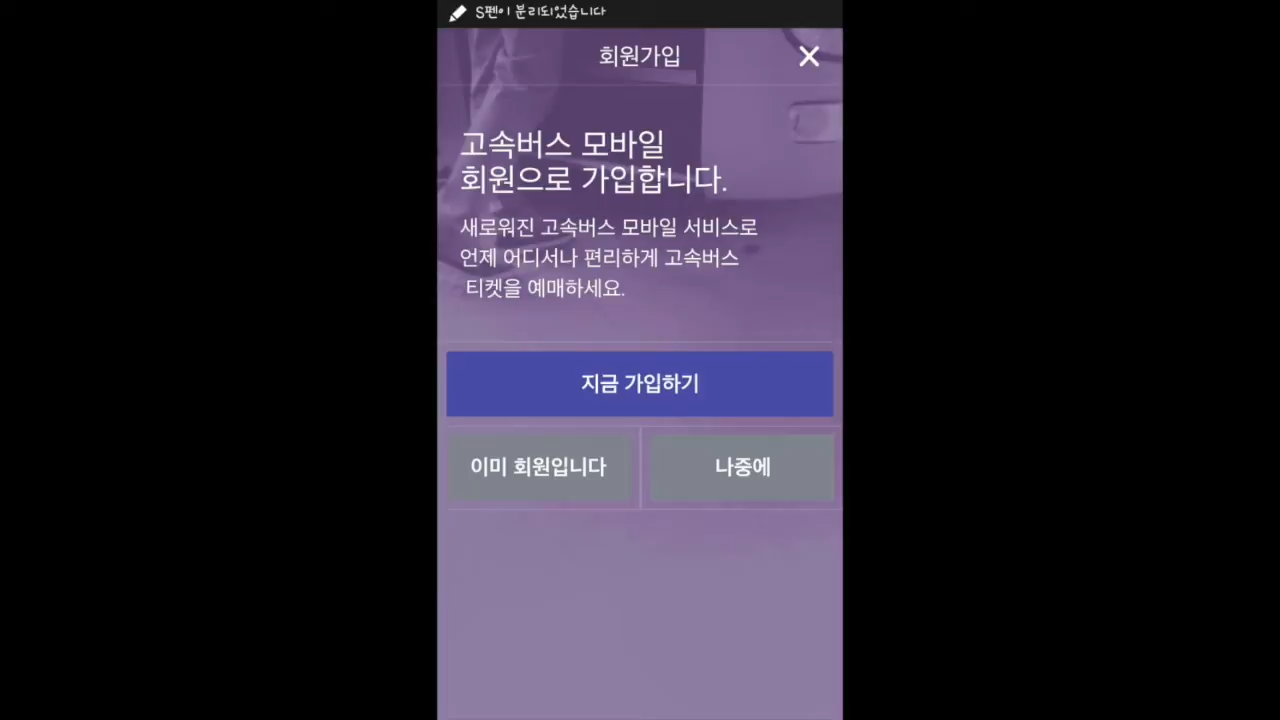 S펜이 분리되었습니다
회원가입
고속버스 모바일
회원으로 가입합니다.
새로워진 고속버스 모바일 서비스로
언제 어디서나 편리하게 고속버스
티켓을 예매하세요.
지금 가입하기
이미 회원입니다
나중에